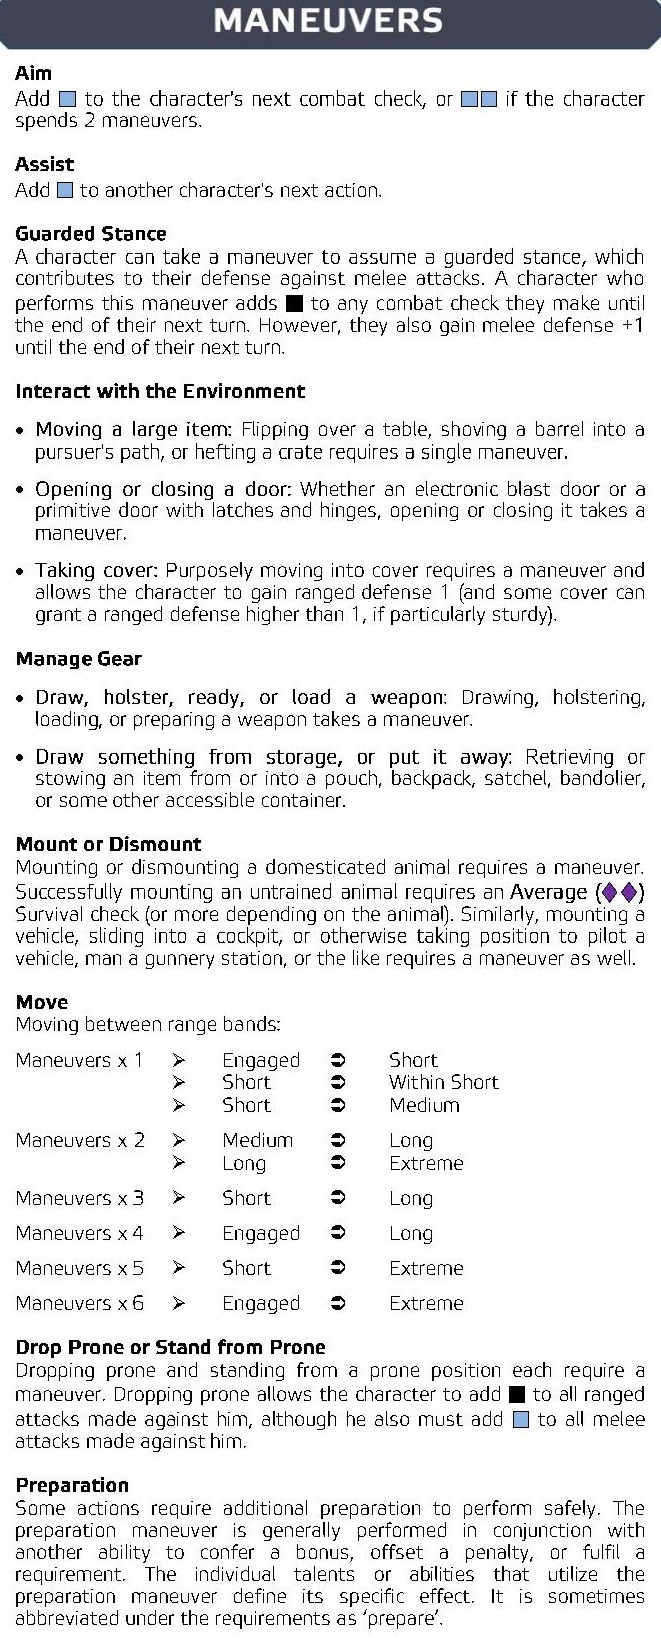 MANEUVERS
Aim
Add to the character's next combat check, or if the character
spends 2 maneuvers.
Assist
Add to another character's next action.
Guarded Stance
A character can take a maneuver to assume a guarded stance, which
contributes to their defense against melee attacks. A character who
performs this maneuver adds to any combat check they make until
the end of their next turn. However, they also gain melee defense +1
until the end of their next turn.
Interact with the Environment
• Moving a large item: Flipping over a table, shoving a barrel into a
pursuer's path, or hefting a crate requires a single maneuver.
• Opening or closing a door: Whether an electronic blast door or a
primitive door with latches and hinges, opening or closing it takes a
maneuver.
• Taking cover: Purposely moving into cover requires a maneuver and
allows the character to gain ranged defense 1 (and some cover can
grant a ranged defense higher than 1, if particularly sturdy).
Manage Gear
• Draw, holster, ready, or load a weapon: Drawing, holstering,
loading, or preparing a weapon takes a maneuver.
• Draw something from storage, or put it away: Retrieving or
stowing an item from or into a pouch, backpack, satchel, bandolier,
or some other accessible container.
Mount or Dismount
Mounting or dismounting a domesticated animal requires a maneuver.
Successfully mounting an untrained animal requires an Average (♦♦)
Survival check (or more depending on the animal). Similarly, mounting a
vehicle, sliding into a cockpit, or otherwise taking position to pilot a
vehicle, man a gunnery station, or the like requires a maneuver as well.
Move
Moving between range bands:
Maneuvers x 1 ➢ Engaged ➲ Short
➢ Short ➲ Within Short
➢ Short ➲ Medium
Maneuvers x 2 ➢ Medium ➲ Long
➢ Long ➲ Extreme
Maneuvers x 3 ➢ Short ➲ Long
Maneuvers x 4 ➢ Engaged ➲ Long
Maneuvers x 5 ➢ Short ➲ Extreme
Maneuvers x 6 ➢ Engaged ➲ Extreme
Drop Prone or Stand from Prone
Dropping prone and standing from a prone position each require a
maneuver. Dropping prone allows the character to add to all ranged
attacks made against him, although he also must add to all melee
attacks made against him.
Preparation
Some actions require additional preparation to perform safely. The
preparation maneuver is generally performed in conjunction with
another ability to confer a bonus, offset a penalty, or fulfil a
requirement. The individual talents or abilities that utilize the
preparation maneuver define its specific effect. It is sometimes
abbreviated under the requirements as ‘prepare’.